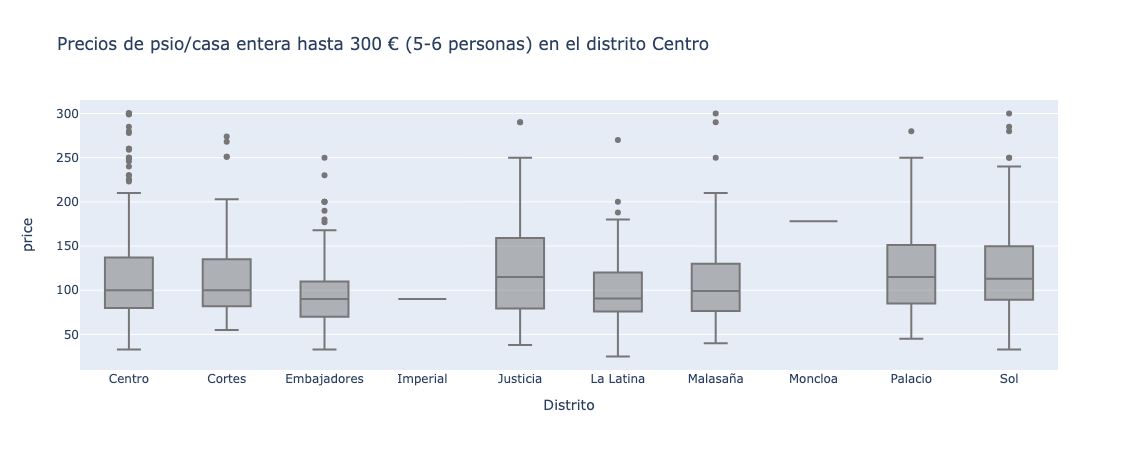 Precios de psio/casa entera hasta 300 € (5-6 personas) en el distrito Centro
300
250
200
150
100
50
price
Centro Cortes Embajadores Imperial Justicia La Latina Malasaña Moncloa Palacio Sol
Distrito